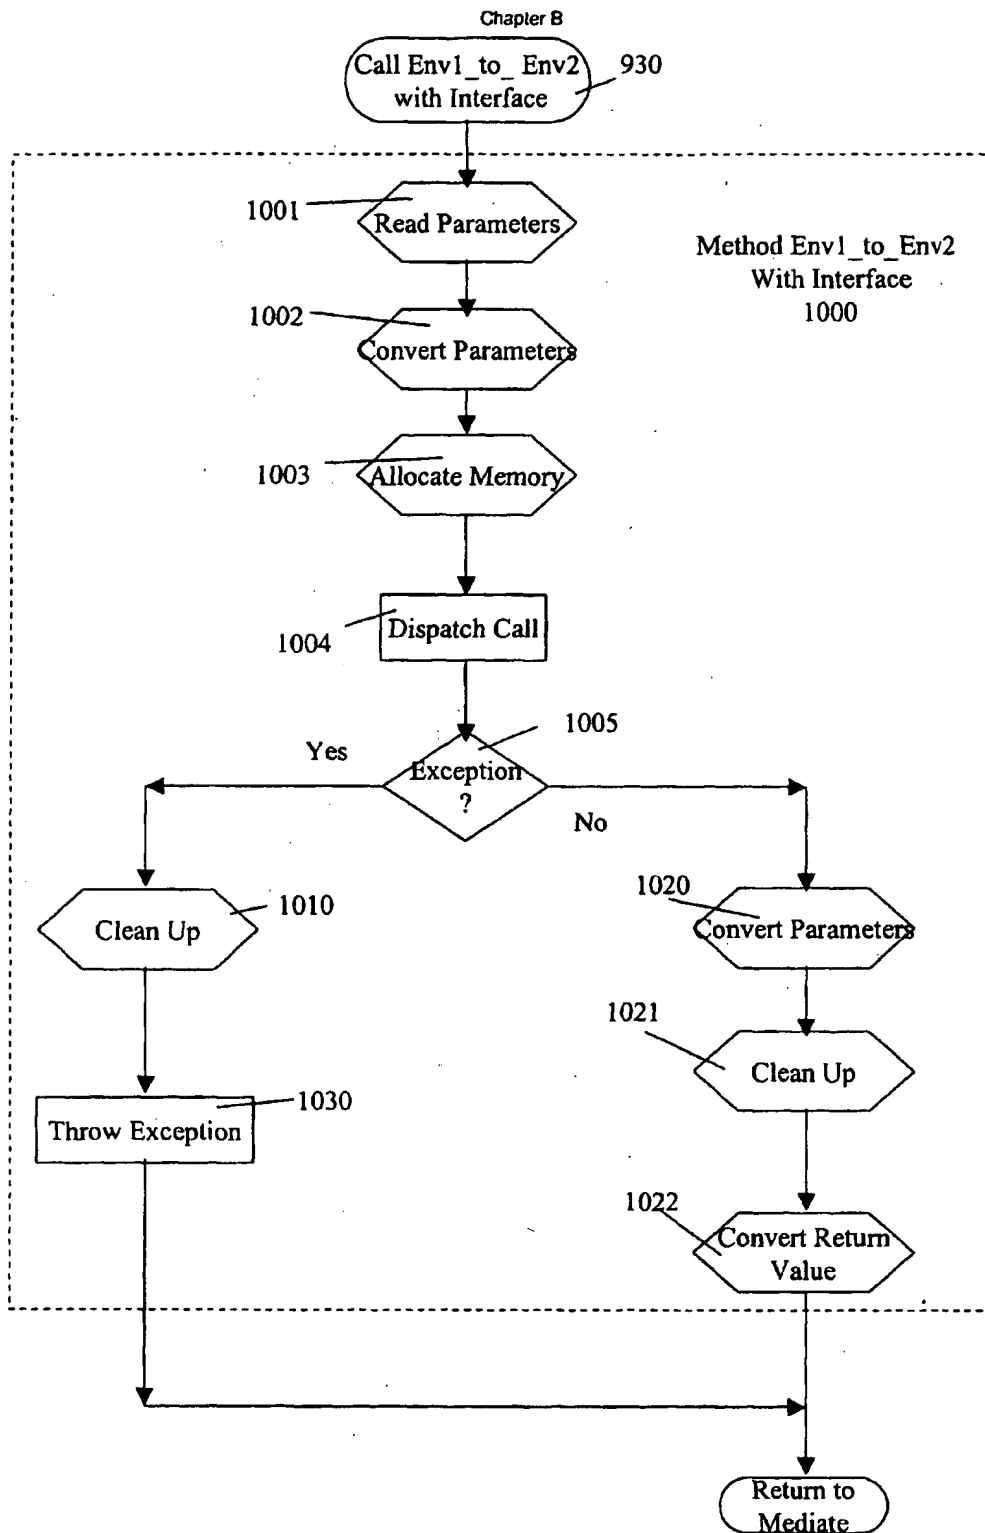 Chapter B
Call Env1_to_ Env2
with Interface
930
1001
Read Parameters
Method Env1_to_Env2
With Interface
1000
1002
Convert Parameters
1003
Allocate Memory
1004
Dispatch Call
1005
Yes
Exception
?
No
1010
Clean Up
1020
Convert Parameters
1021
Clean Up
1030
Throw Exception
1022
Convert Return
Value
Return to
Mediate